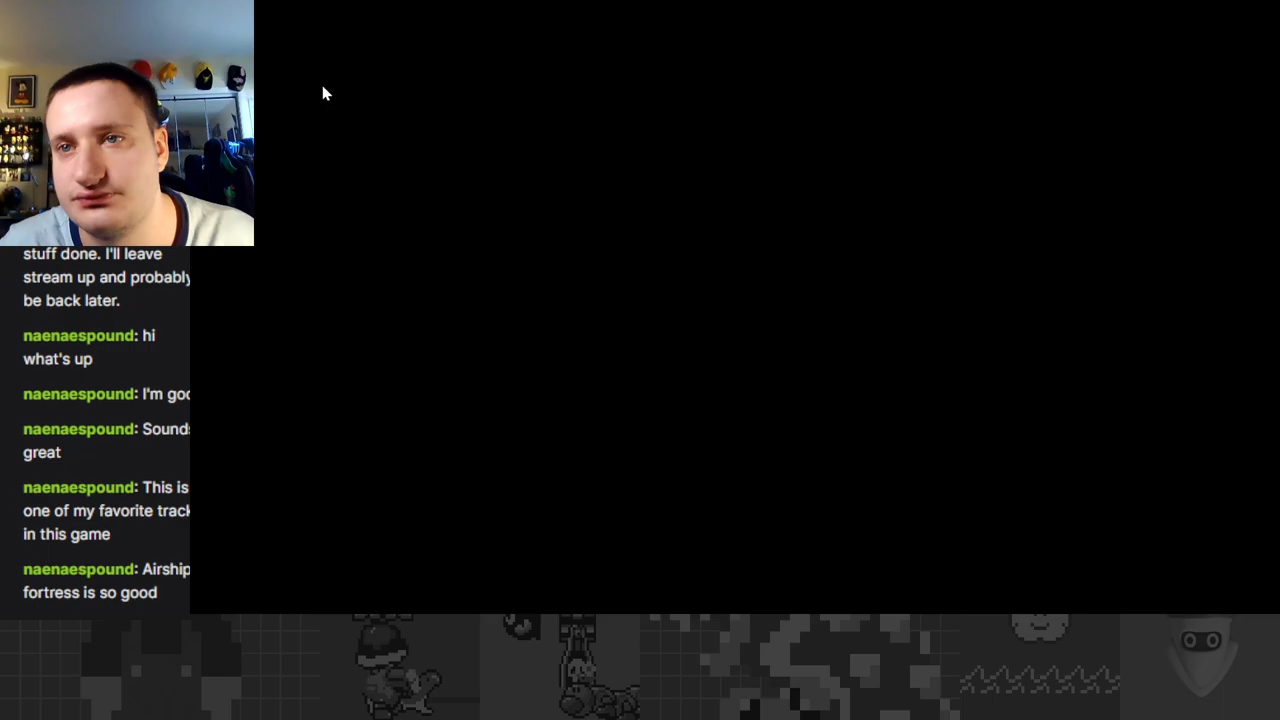 stuff done. I'll leave
stream up and probably
be back later.
naenaespound: hi
what's up
naenaespound: I'm goo
naenaespound: Sound
great
naenaespound: This is
one of my favorite track
in this game
naenaespound: Airship
fortress is so good